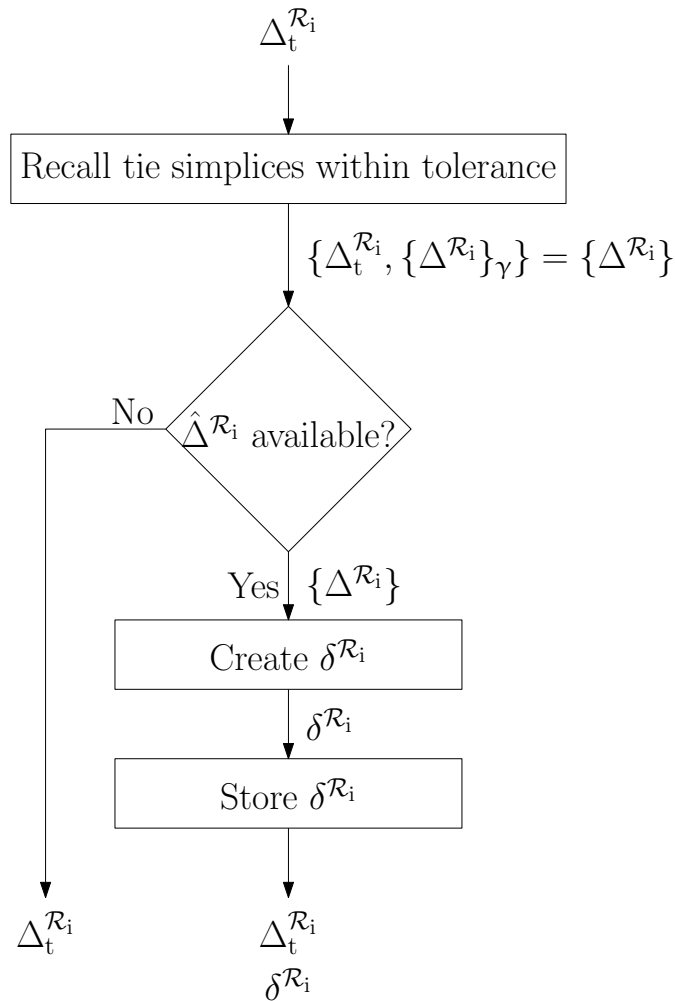 Δ_t^{ℛ_i}
Recall tie simplices within tolerance
{Δ_t^{ℛ_i}, {Δ^{ℛ_i}}_γ} = {Δ^{ℛ_i}}
No
Δ̂^{ℛ_i} available?
Yes {Δ^{ℛ_i}}
Create δ^{ℛ_i}
δ^{ℛ_i}
Store δ^{ℛ_i}
Δ_t^{ℛ_i}
Δ_t^{ℛ_i}
δ^{ℛ_i}